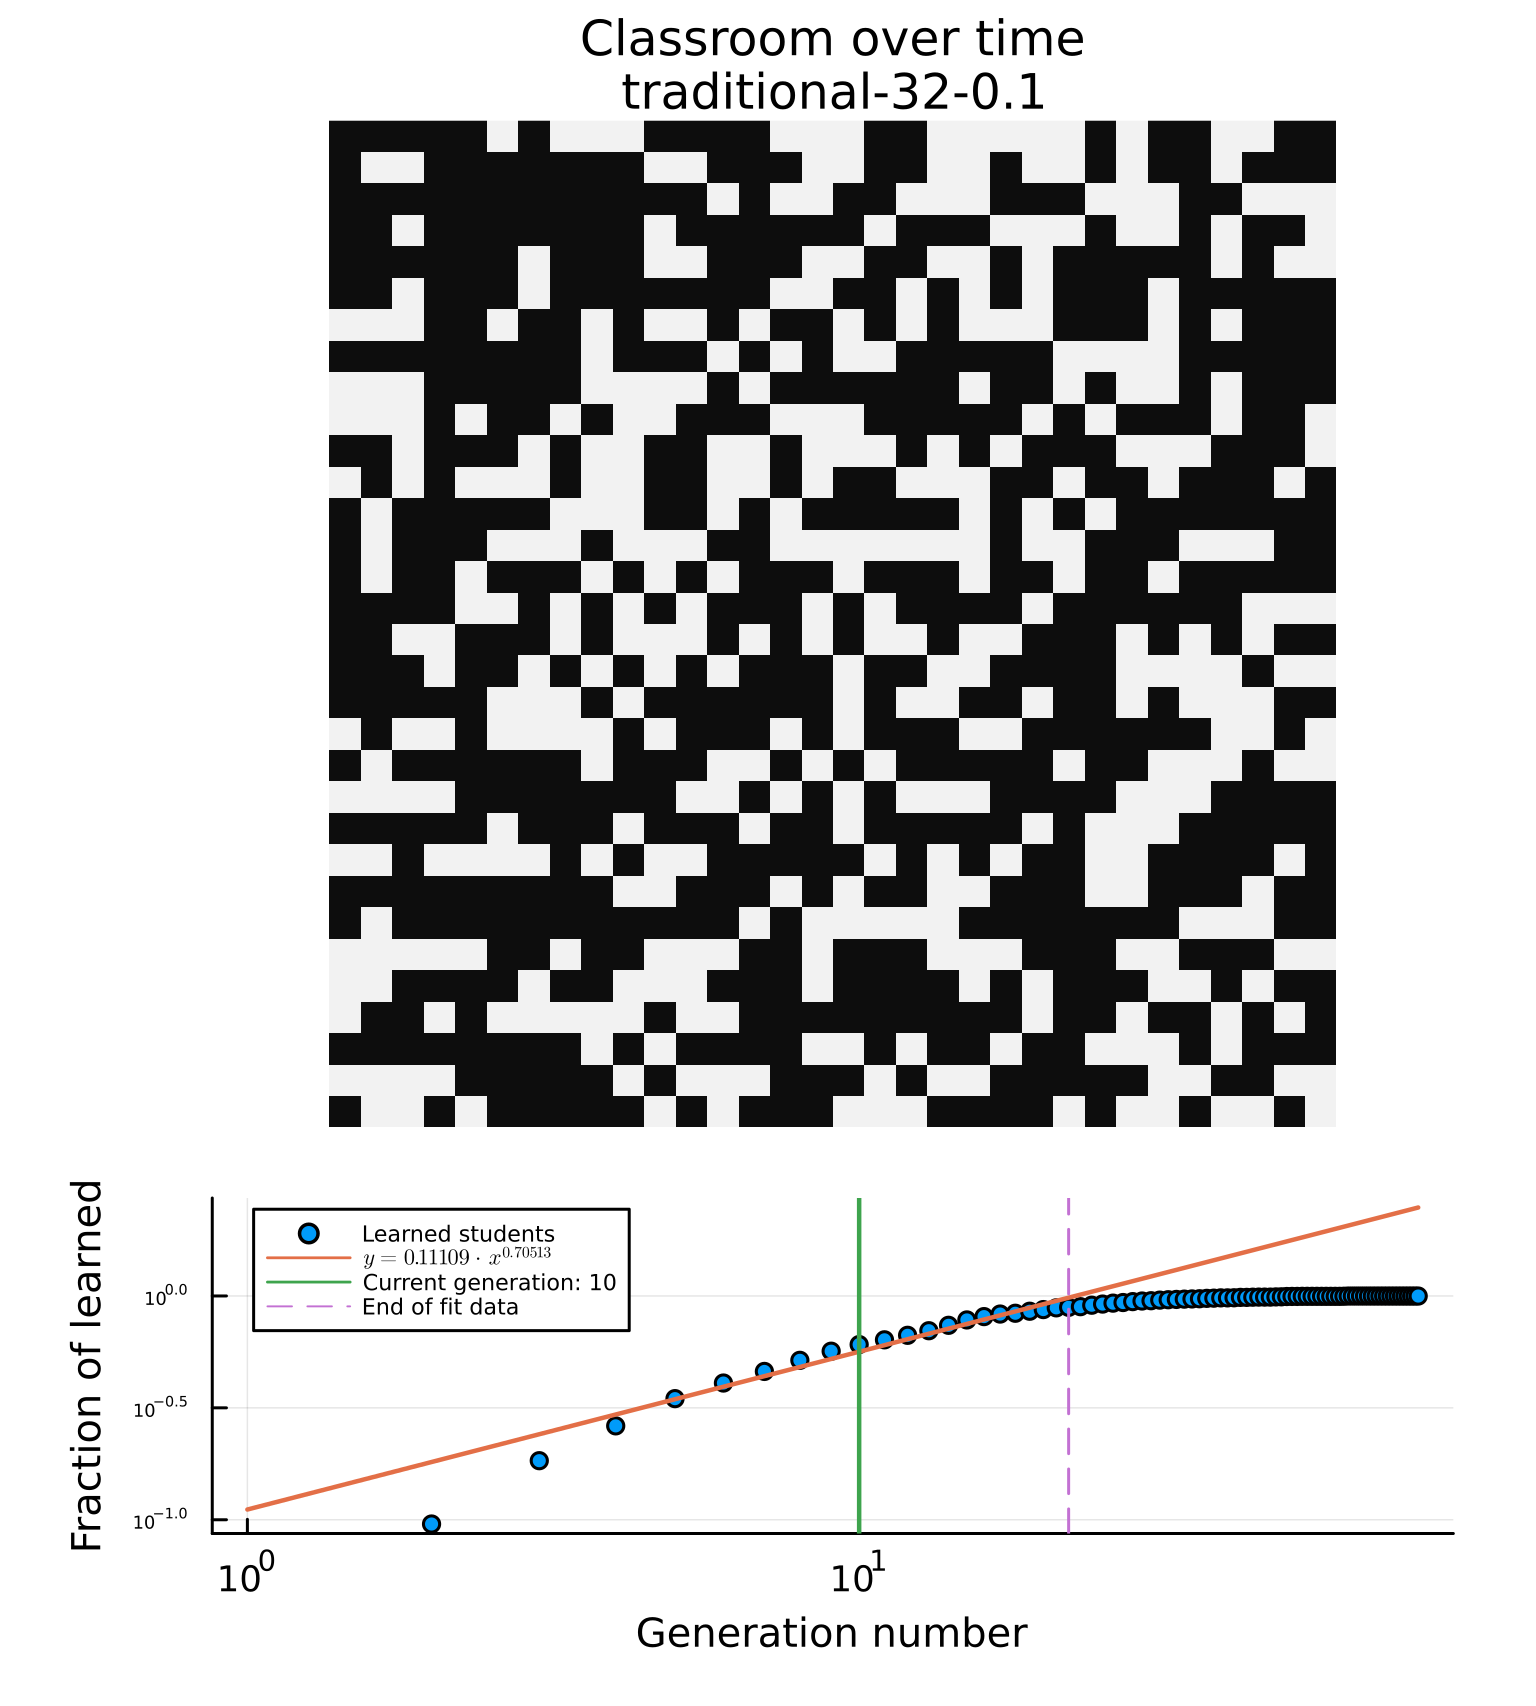 Classroom over time
traditional-32-0.1
Fraction of learned
Learned students
y = 0.11109 · x^0.70513
Current generation: 10
End of fit data
10^0.0
10^−0.5
10^−1.0
10^0
10^1
Generation number